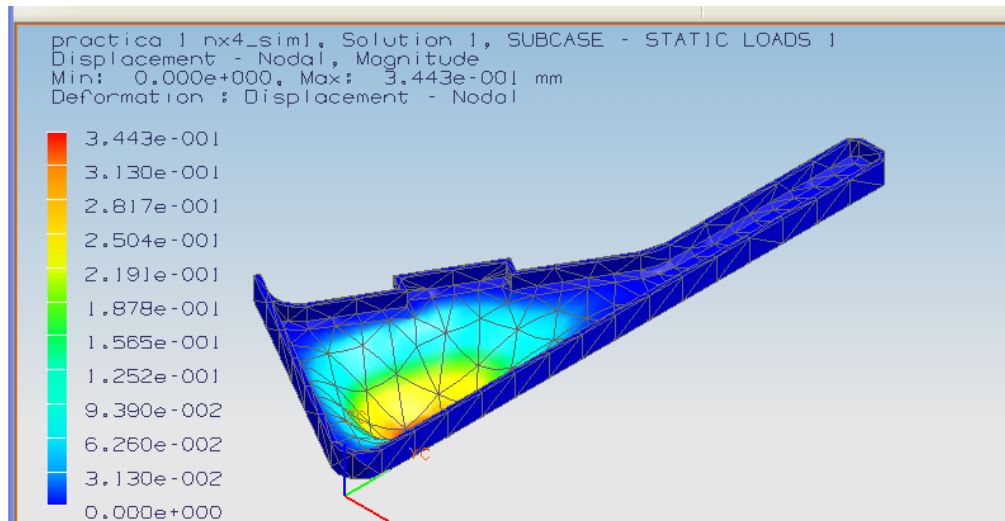 practica 1 nx4_sim1, Solution 1, SUBCASE - STATIC LOADS 1
Displacement - Nodal, Magnitude
Min: 0.000e+000, Max: 3.443e-001 mm
Deformation : Displacement - Nodal
3.443e-001
3.130e-001
2.817e-001
2.504e-001
2.191e-001
1.878e-001
1.565e-001
1.252e-001
9.390e-002
6.260e-002
3.130e-002
0.000e+000
YC